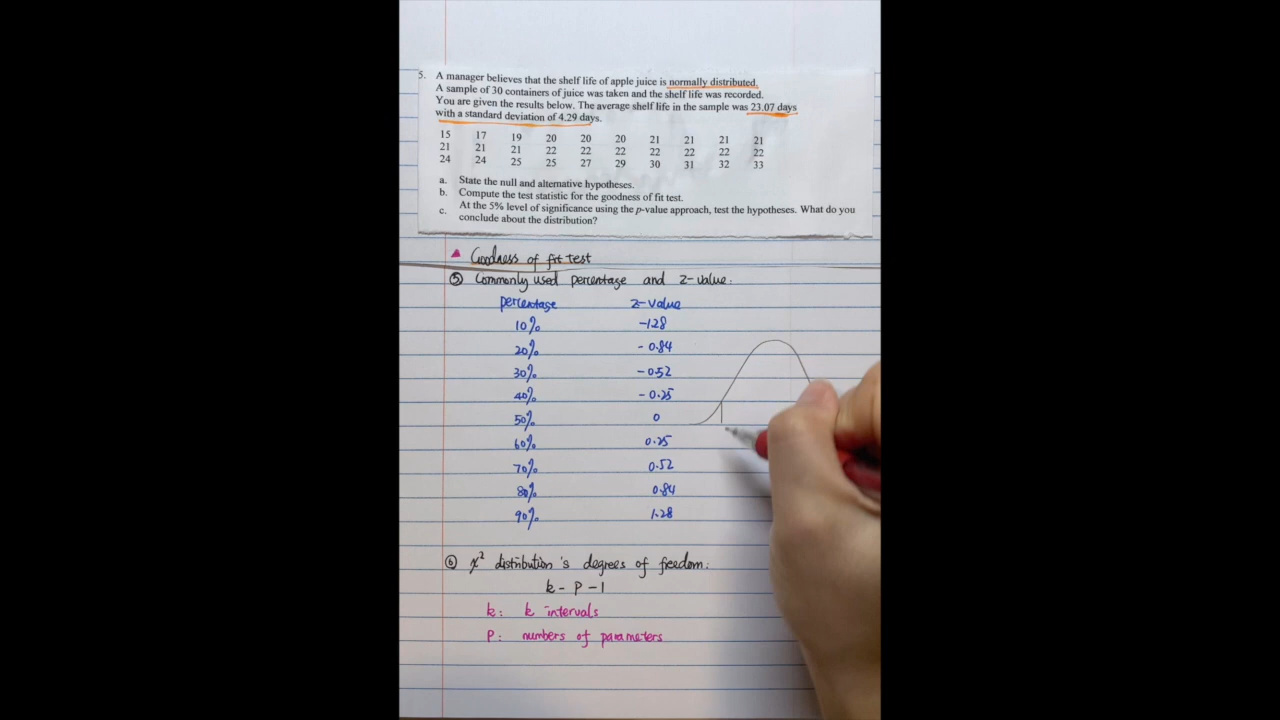 5. A manager believes that the shelf life of apple juice is normally distributed.
A sample of 30 containers of juice was taken and the shelf life was recorded.
You are given the results below. The average shelf life in the sample was 23.07 days
with a standard deviation of 4.29 days.
15 17 19 20 20 20 21 21 21 21
21 21 21 22 22 22 22 22 22 22
24 24 25 25 27 29 30 31 32 33
a. State the null and alternative hypotheses.
b. Compute the test statistic for the goodness of fit test.
c. At the 5% level of significance using the p-value approach, test the hypotheses. What do you
conclude about the distribution?
▲ Goodness of fit test
⑤ Commonly used percentage and z-value.
percentage z-value
10% -1.28
20% -0.84
30% -0.52
40% -0.25
50% 0
60% 0.25
70% 0.52
80% 0.84
90% 1.28
⑥ χ² distribution's degrees of freedom:
k - p - 1
k: k intervals
P: numbers of parameters